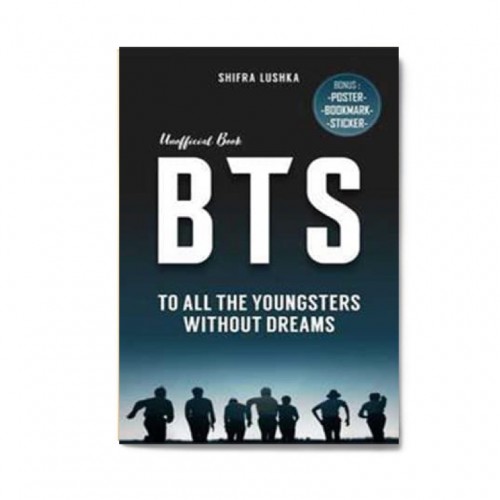 SHIFRA LUSHKA
BONUS :
-POSTER-
-BOOKMARK-
-STICKER-
Unofficial Book
BTS
TO ALL THE YOUNGSTERS
WITHOUT DREAMS